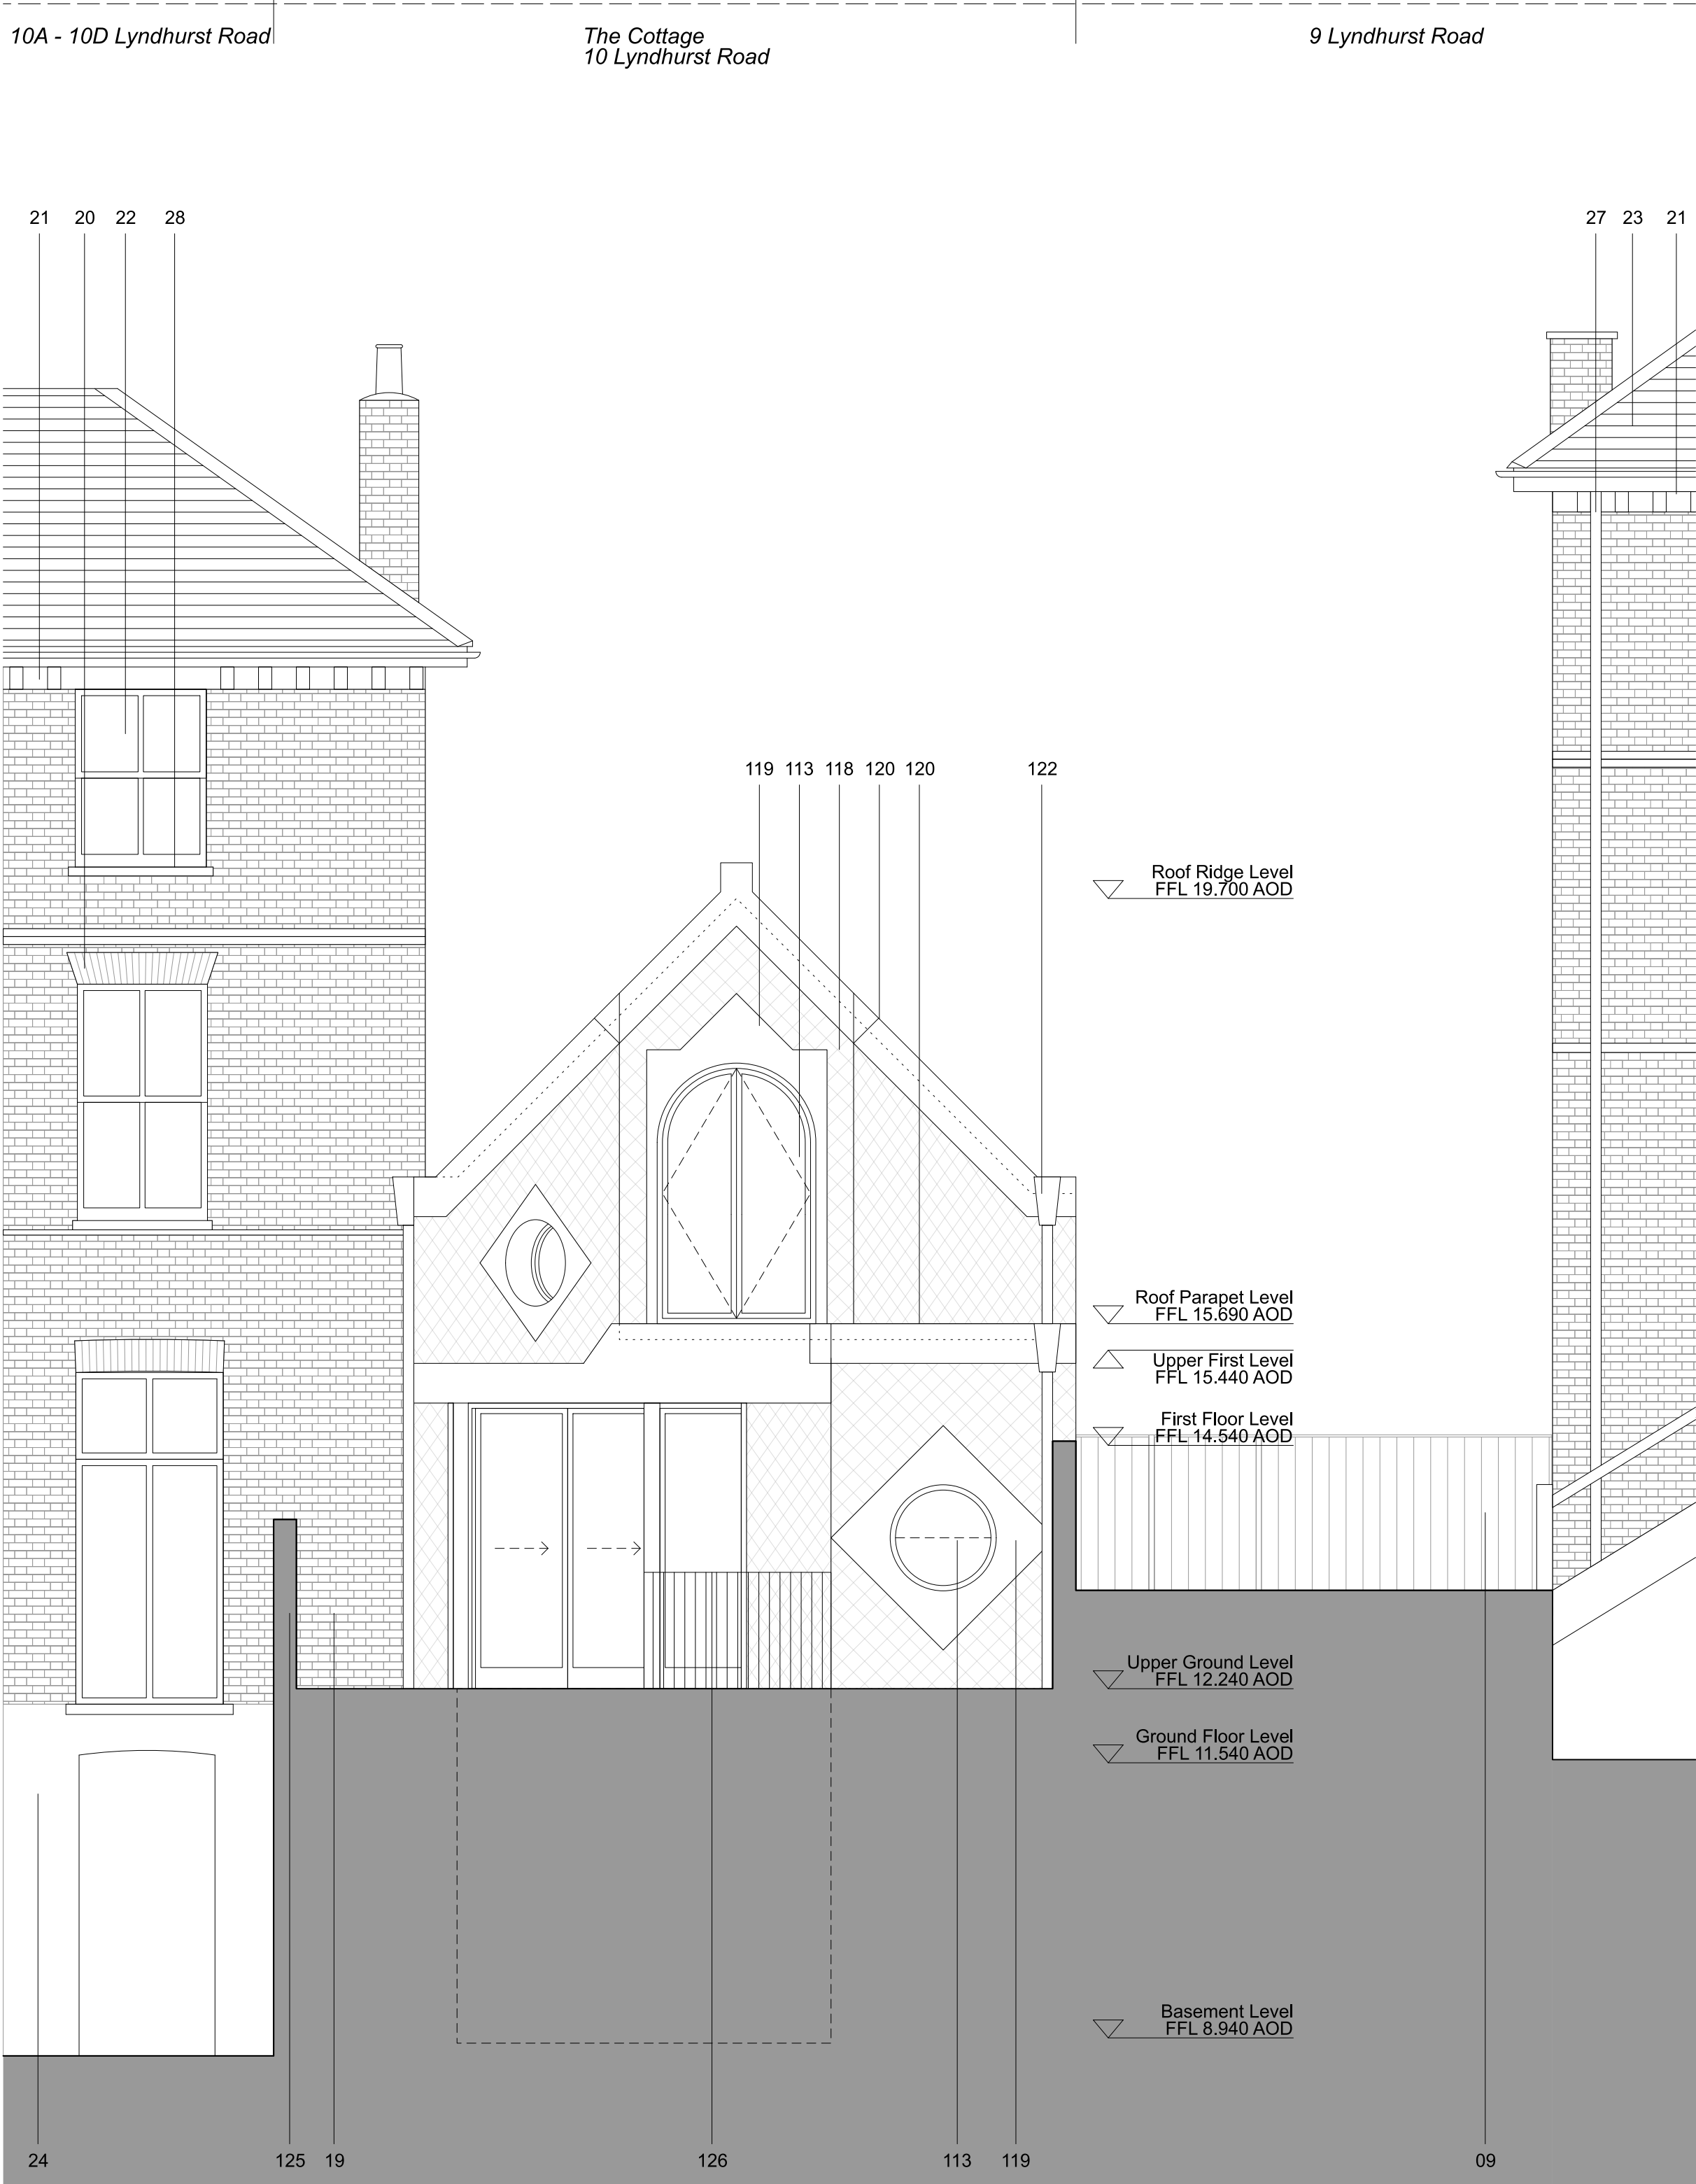 10A - 10D Lyndhurst Road
The Cottage
10 Lyndhurst Road
9 Lyndhurst Road
21 20 22 28
27 23 21
119 113 118 120 120 122
Roof Ridge Level
FFL 19.700 AOD
Roof Parapet Level
FFL 15.690 AOD
Upper First Level
FFL 15.440 AOD
First Floor Level
FFL 14.540 AOD
Upper Ground Level
FFL 12.240 AOD
Ground Floor Level
FFL 11.540 AOD
Basement Level
FFL 8.940 AOD
24 125 19 126 113 119 09